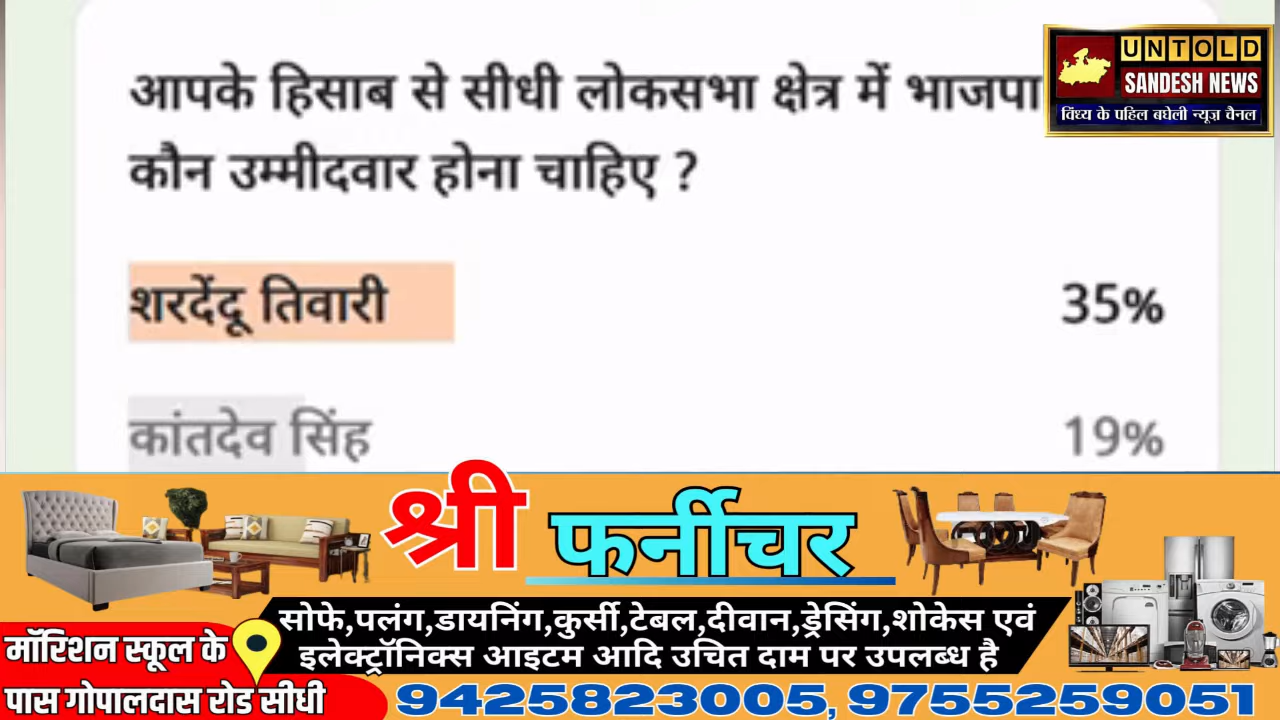 आपके हिसाब से सीधी लोकसभा क्षेत्र में भाजपा
कौन उम्मीदवार होना चाहिए ?
शरदेंदू तिवारी 35%
कांतदेव सिंह 19%
UNTOLD
SANDESH NEWS
विंध्य के पहिल बघेली न्यूज चैनल
श्री फर्नीचर
सोफे,पलंग,डायनिंग,कुर्सी,टेबल,दीवान,ड्रेसिंग,शोकेस एवं
इलेक्ट्रॉनिक्स आइटम आदि उचित दाम पर उपलब्ध है
मॉरिशन स्कूल के
पास गोपालदास रोड सीधी
9425823005, 9755259051